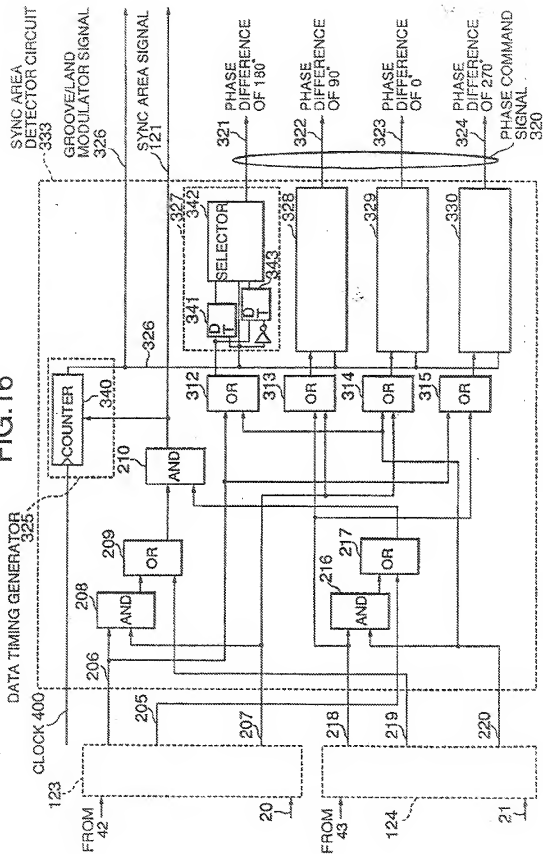 FIG.16
DATA TIMING GENERATOR
325
SYNC AREA
DETECTOR CIRCUIT
333
GROOVE/LAND
MODULATOR SIGNAL
326
SYNC AREA SIGNAL
121
CLOCK 400
COUNTER
340
326
327
341
D
T
SELECTOR
342
D
T
343
PHASE
DIFFERENCE
OF 180°
321
PHASE
DIFFERENCE
OF 90°
322
PHASE
DIFFERENCE
OF 0°
323
PHASE
DIFFERENCE
OF 270°
324
PHASE COMMAND
SIGNAL
320
328
329
330
312
OR
313
OR
314
OR
315
OR
210
AND
209
OR
208
AND
217
OR
216
AND
206
205
207
218
219
220
123
FROM
42
20
FROM
43
124
21